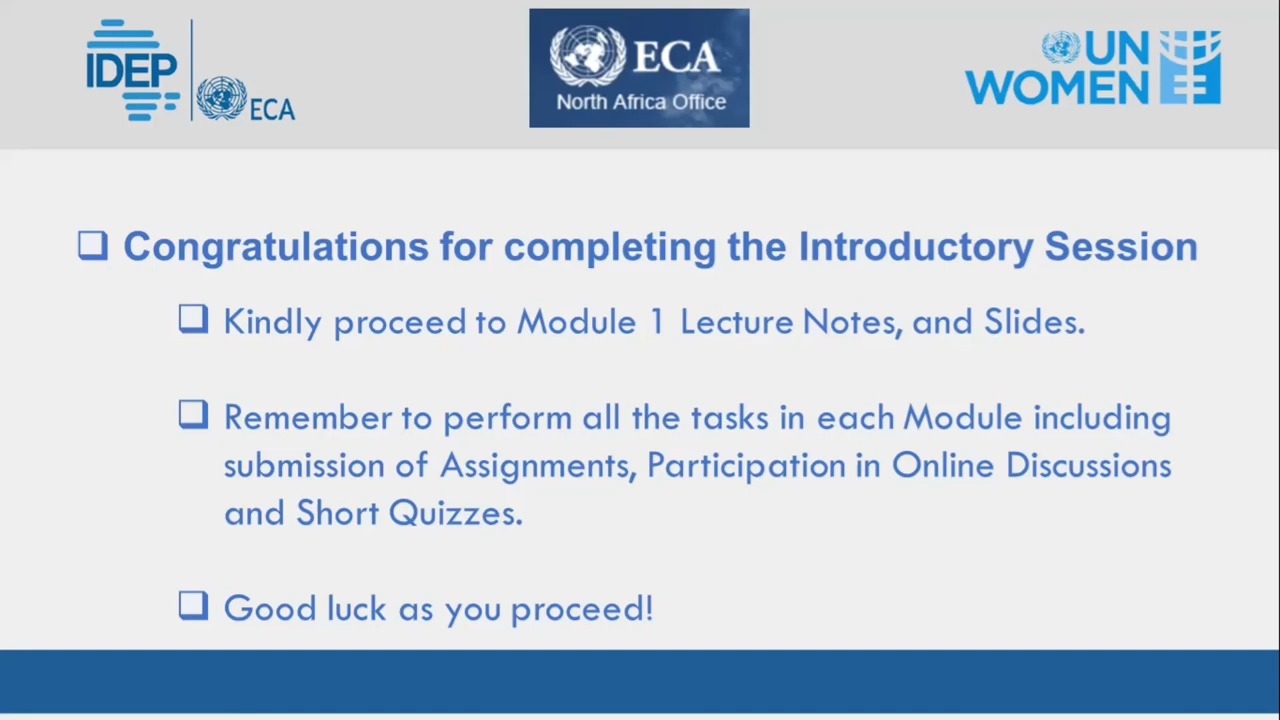 IDEP
ECA
ECA
North Africa Office
UN
WOMEN
Congratulations for completing the Introductory Session
Kindly proceed to Module 1 Lecture Notes, and Slides.
Remember to perform all the tasks in each Module including
submission of Assignments, Participation in Online Discussions
and Short Quizzes.
Good luck as you proceed!